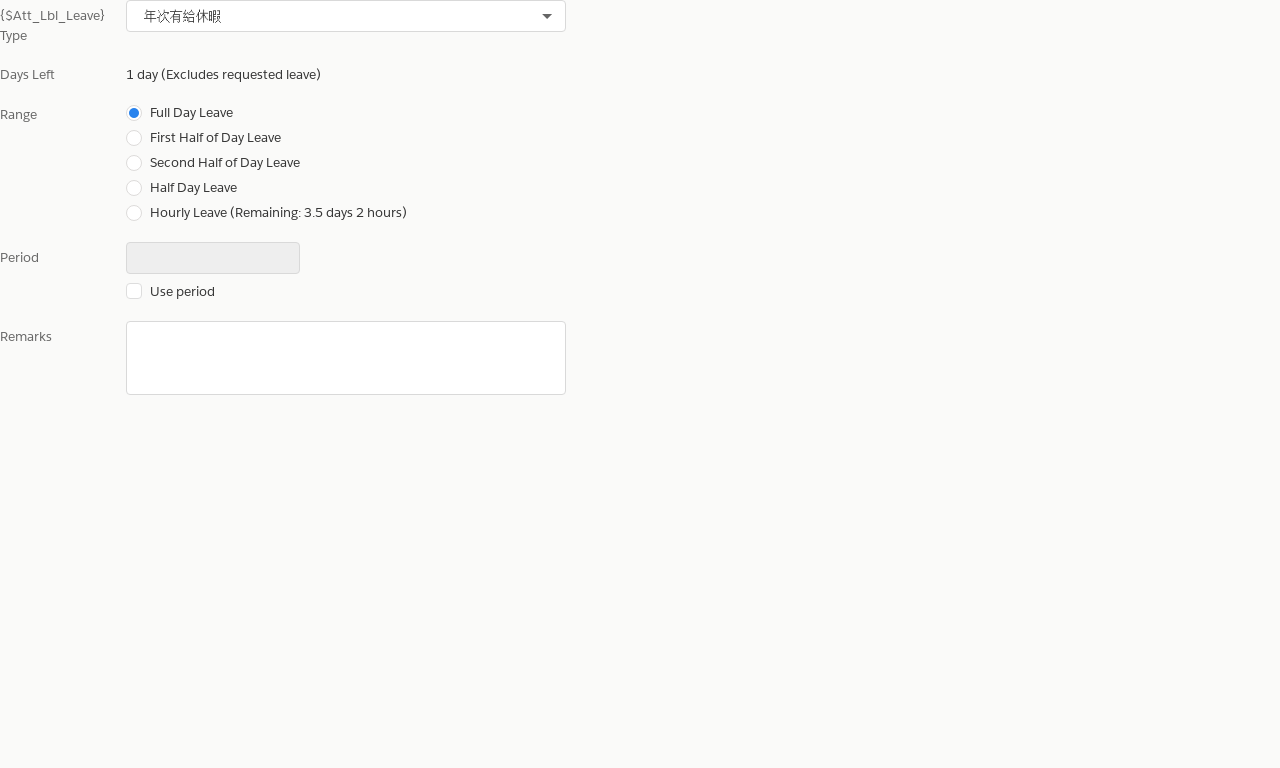 {$Att_Lbl_Leave}
Type
年次有給休暇
Days Left
1 day (Excludes requested leave)
Range
Full Day Leave
First Half of Day Leave
Second Half of Day Leave
Half Day Leave
Hourly Leave (Remaining: 3.5 days 2 hours)
Period
Use period
Remarks